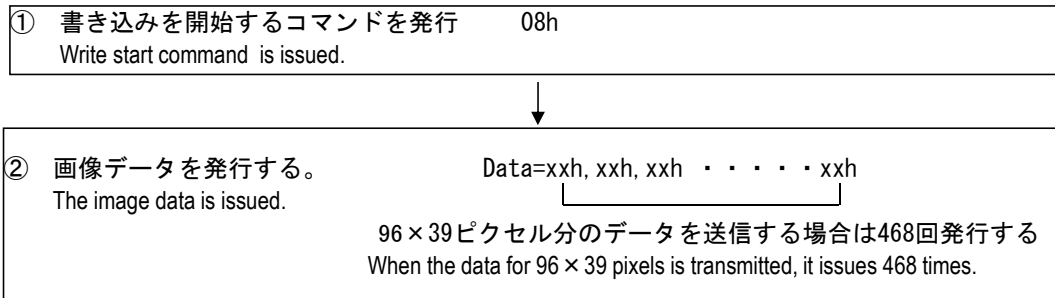 ① 書き込みを開始するコマンドを発行 08h
Write start command is issued.
② 画像データを発行する。 Data=xxh, xxh, xxh ・・・・・xxh
The image data is issued.
96×39ピクセル分のデータを送信する場合は468回発行する
When the data for 96×39 pixels is transmitted, it issues 468 times.